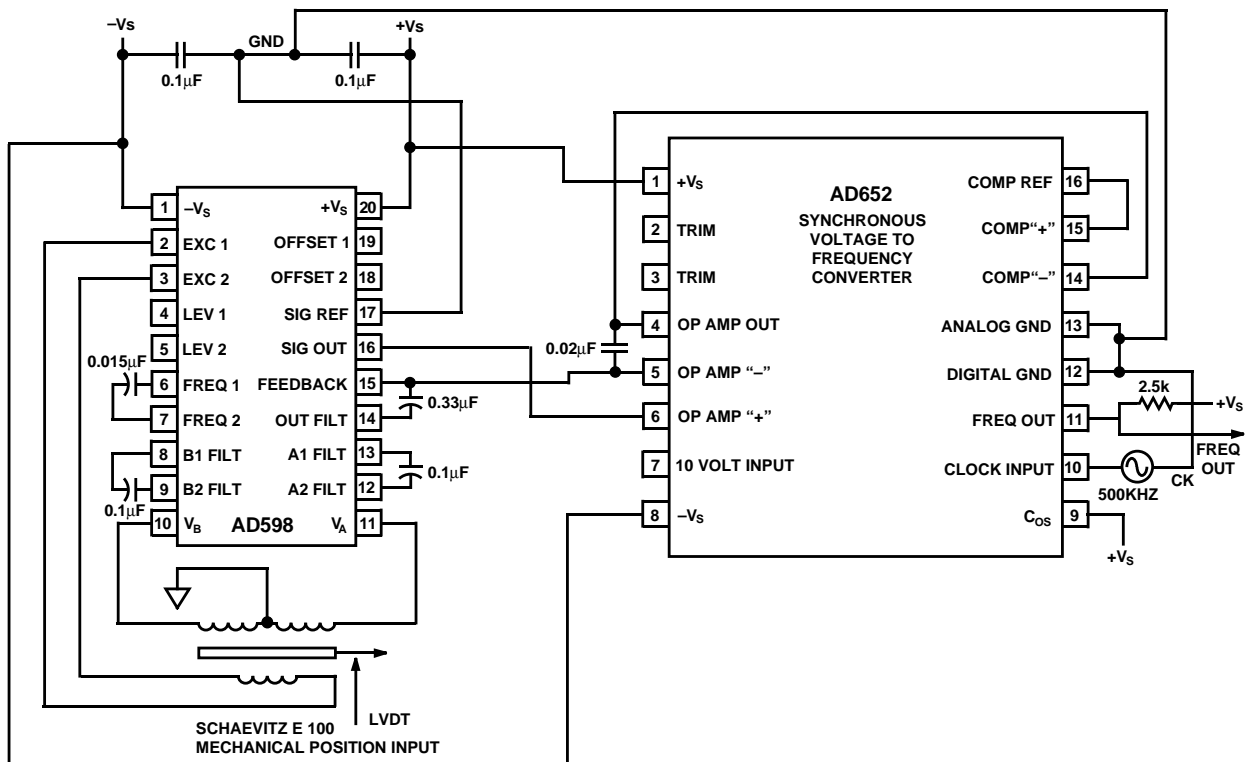 –VS
+VS
GND
0.1µF
0.1µF
1 –VS
2 EXC 1
3 EXC 2
4 LEV 1
5 LEV 2
6 FREQ 1
7 FREQ 2
8 B1 FILT
9 B2 FILT
10 VB
+VS 20
OFFSET 1 19
OFFSET 2 18
SIG REF 17
SIG OUT 16
FEEDBACK 15
OUT FILT 14
A1 FILT 13
A2 FILT 12
VA 11
AD598
0.015µF
0.1µF
0.33µF
0.1µF
0.02µF
AD652
SYNCHRONOUS
VOLTAGE TO
FREQUENCY
CONVERTER
1 +VS
2 TRIM
3 TRIM
4 OP AMP OUT
5 OP AMP “–”
6 OP AMP “+”
7 10 VOLT INPUT
8 –VS
COMP REF 16
COMP“+” 15
COMP“–” 14
ANALOG GND 13
DIGITAL GND 12
FREQ OUT 11
CLOCK INPUT 10
COS 9
2.5k
+VS
FREQ
OUT
500KHZ
CK
+VS
LVDT
SCHAEVITZ E 100
MECHANICAL POSITION INPUT